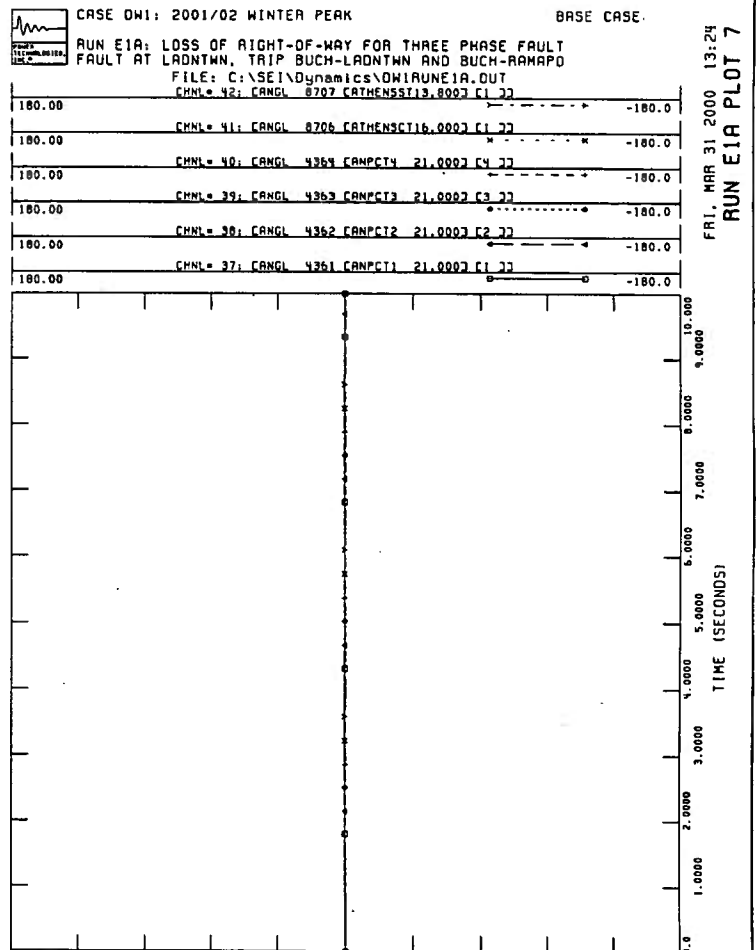 CASE OW1: 2001/02 WINTER PEAK
BASE CASE.
POWER
TECHNOLOGIES,
INC.®
RUN E1A: LOSS OF RIGHT-OF-WAY FOR THREE PHASE FAULT
FAULT AT LADNTWN, TRIP BUCH-LADNTWN AND BUCH-RAMAPO
FILE: C:\SEI\Dynamics\OW1RUNE1A.OUT
CHNL# 42: [ANGL 8707 [ATHENSST13.800] [1 ]]
180.00 -180.0
CHNL# 41: [ANGL 8706 [ATHENSCT16.000] [1 ]]
180.00 -180.0
CHNL# 40: [ANGL 4364 [ANPCT4 21.000] [4 ]]
180.00 -180.0
CHNL# 39: [ANGL 4363 [ANPCT3 21.000] [3 ]]
180.00 -180.0
CHNL# 38: [ANGL 4362 [ANPCT2 21.000] [2 ]]
180.00 -180.0
CHNL# 37: [ANGL 4361 [ANPCT1 21.000] [1 ]]
180.00 -180.0
FRI, MAR 31 2000 13:24
RUN E1A PLOT 7
10.000
9.0000
8.0000
7.0000
6.0000
5.0000
4.0000
3.0000
2.0000
1.0000
0.0
TIME (SECONDS)